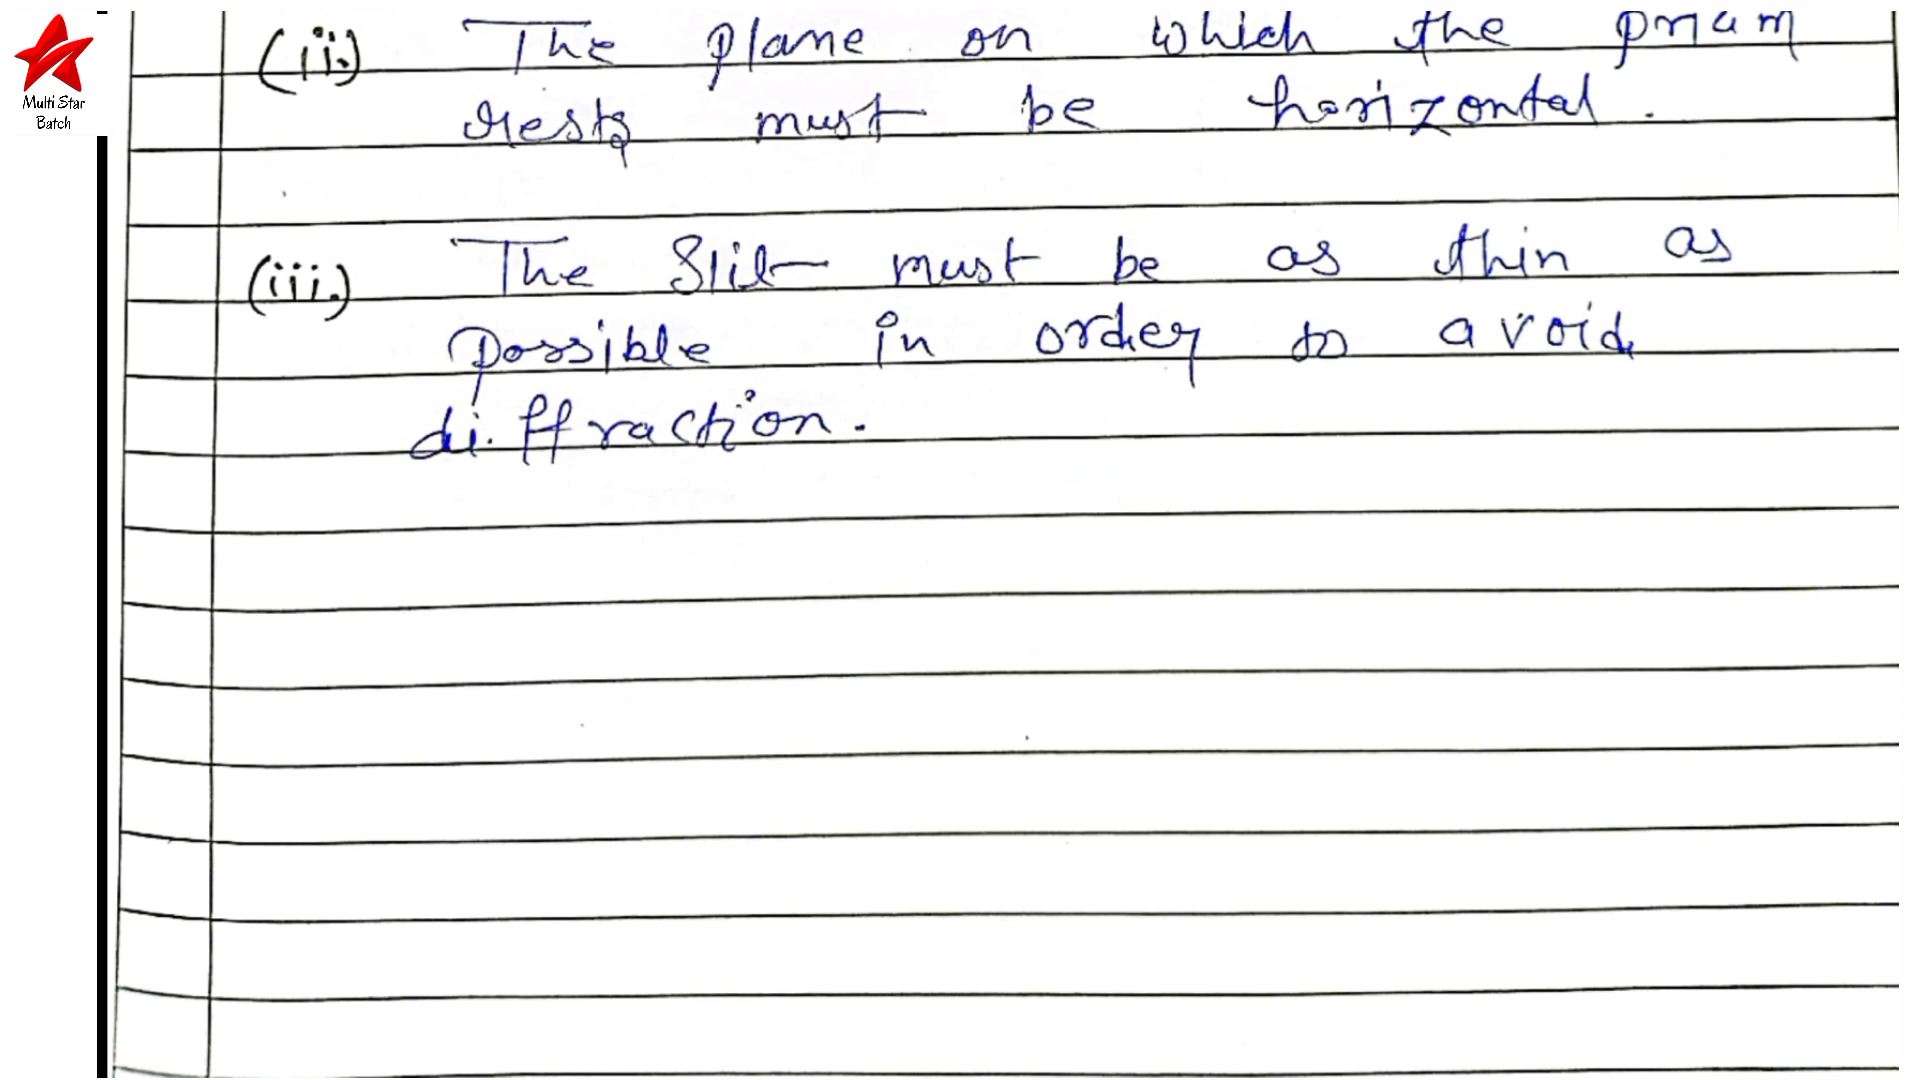 Multi Star
Batch
(ii.) The plane on which the prism
rests must be horizontal.
(iii.) The Slit must be as thin as
possible in order to avoid
diffraction.